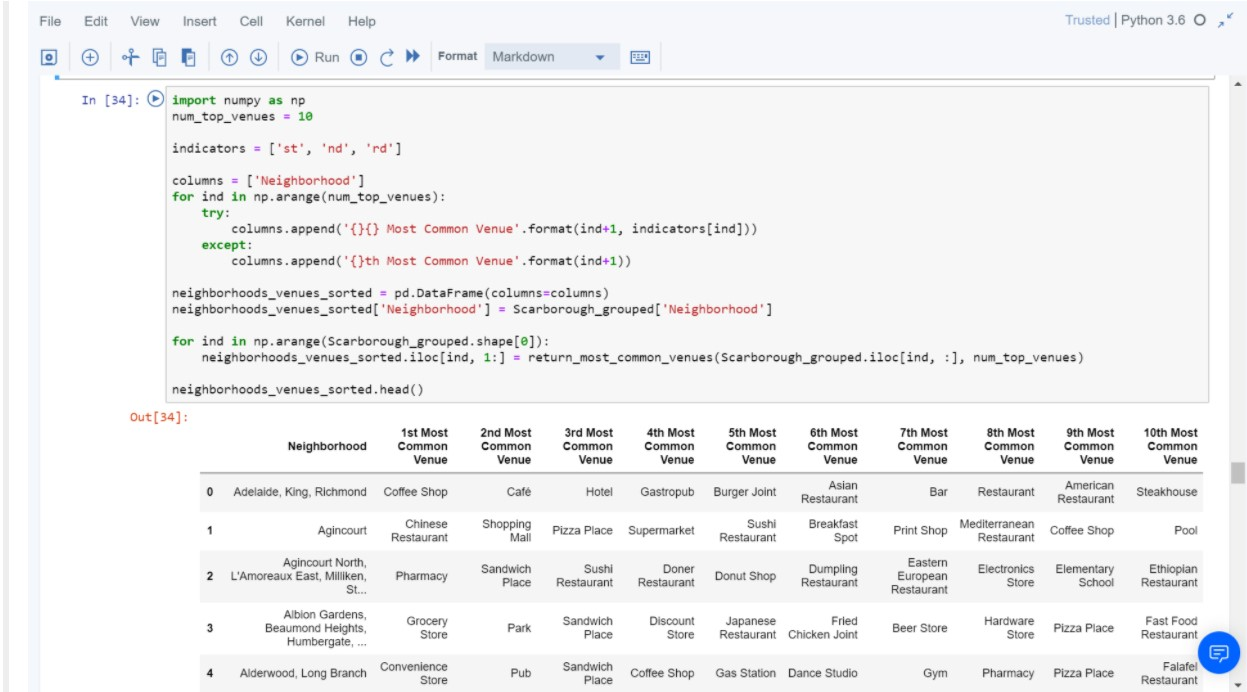 File Edit View Insert Cell Kernel Help Trusted | Python 3.6
Run Format Markdown
In [34]: import numpy as np
num_top_venues = 10
indicators = ['st', 'nd', 'rd']
columns = ['Neighborhood']
for ind in np.arange(num_top_venues):
    try:
        columns.append('{}{} Most Common Venue'.format(ind+1, indicators[ind]))
    except:
        columns.append('{}th Most Common Venue'.format(ind+1))
neighborhoods_venues_sorted = pd.DataFrame(columns=columns)
neighborhoods_venues_sorted['Neighborhood'] = Scarborough_grouped['Neighborhood']
for ind in np.arange(Scarborough_grouped.shape[0]):
    neighborhoods_venues_sorted.iloc[ind, 1:] = return_most_common_venues(Scarborough_grouped.iloc[ind, :], num_top_venues)
neighborhoods_venues_sorted.head()
Out[34]:
Neighborhood 1st Most Common Venue 2nd Most Common Venue 3rd Most Common Venue 4th Most Common Venue 5th Most Common Venue 6th Most Common Venue 7th Most Common Venue 8th Most Common Venue 9th Most Common Venue 10th Most Common Venue
0 Adelaide, King, Richmond Coffee Shop Café Hotel Gastropub Burger Joint Asian Restaurant Bar Restaurant American Restaurant Steakhouse
1 Agincourt Chinese Restaurant Shopping Mall Pizza Place Supermarket Sushi Restaurant Breakfast Spot Print Shop Mediterranean Restaurant Coffee Shop Pool
2 Agincourt North, L'Amoreaux East, Milliken, St... Pharmacy Sandwich Place Sushi Restaurant Doner Restaurant Donut Shop Dumpling Restaurant Eastern European Restaurant Electronics Store Elementary School Ethiopian Restaurant
3 Albion Gardens, Beaumond Heights, Humbergate, ... Grocery Store Park Sandwich Place Discount Store Japanese Restaurant Fried Chicken Joint Beer Store Hardware Store Pizza Place Fast Food Restaurant
4 Alderwood, Long Branch Convenience Store Pub Sandwich Place Coffee Shop Gas Station Dance Studio Gym Pharmacy Pizza Place Falafel Restaurant